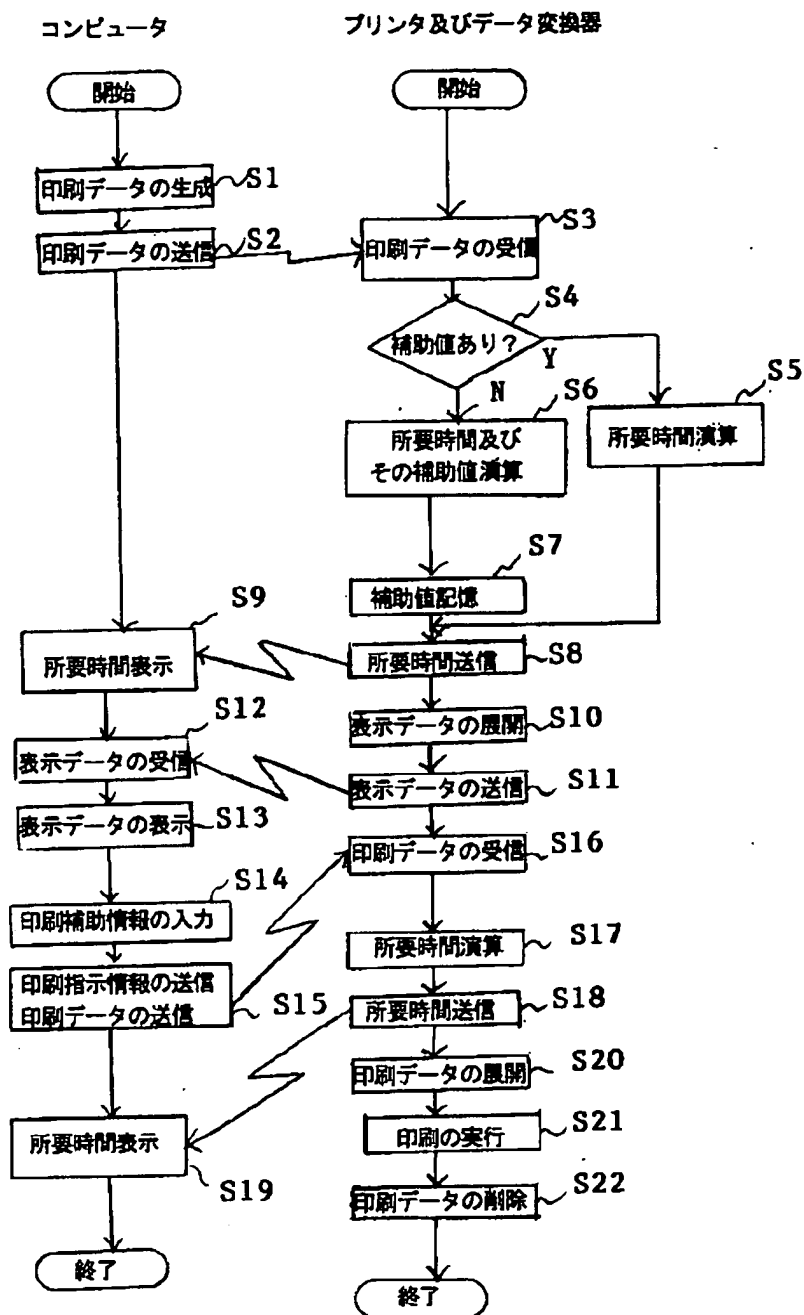 コンピュータ
プリンタ及びデータ変換器
開始
開始
印刷データの生成 S1
印刷データの送信 S2
S3
印刷データの受信
S4
補助値あり?
Y
N
S5
所要時間演算
S6
所要時間及び
その補助値演算
S7
補助値記憶
S9
所要時間表示
所要時間送信 S8
表示データの展開 S10
S12
表示データの受信
表示データの送信 S11
表示データの表示 S13
印刷データの受信 S16
S14
印刷補助情報の入力
所要時間演算 S17
印刷指示情報の送信
印刷データの送信 S15
所要時間送信 S18
印刷データの展開 S20
所要時間表示
S19
印刷の実行 S21
印刷データの削除 S22
終了
終了